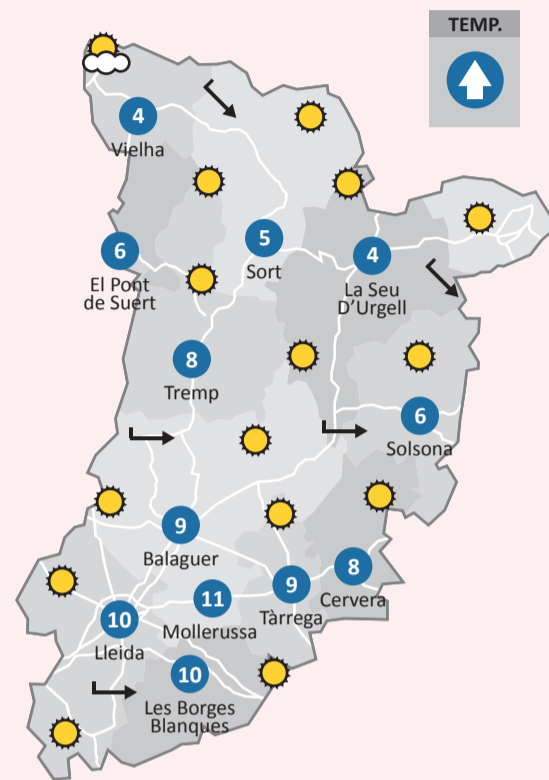 TEMP.
4
Vielha
6
El Pont
de Suert
5
Sort
4
La Seu
D'Urgell
8
Tremp
6
Solsona
9
Balaguer
11
Mollerussa
9
Tàrrega
8
Cervera
10
Lleida
10
Les Borges
Blanques